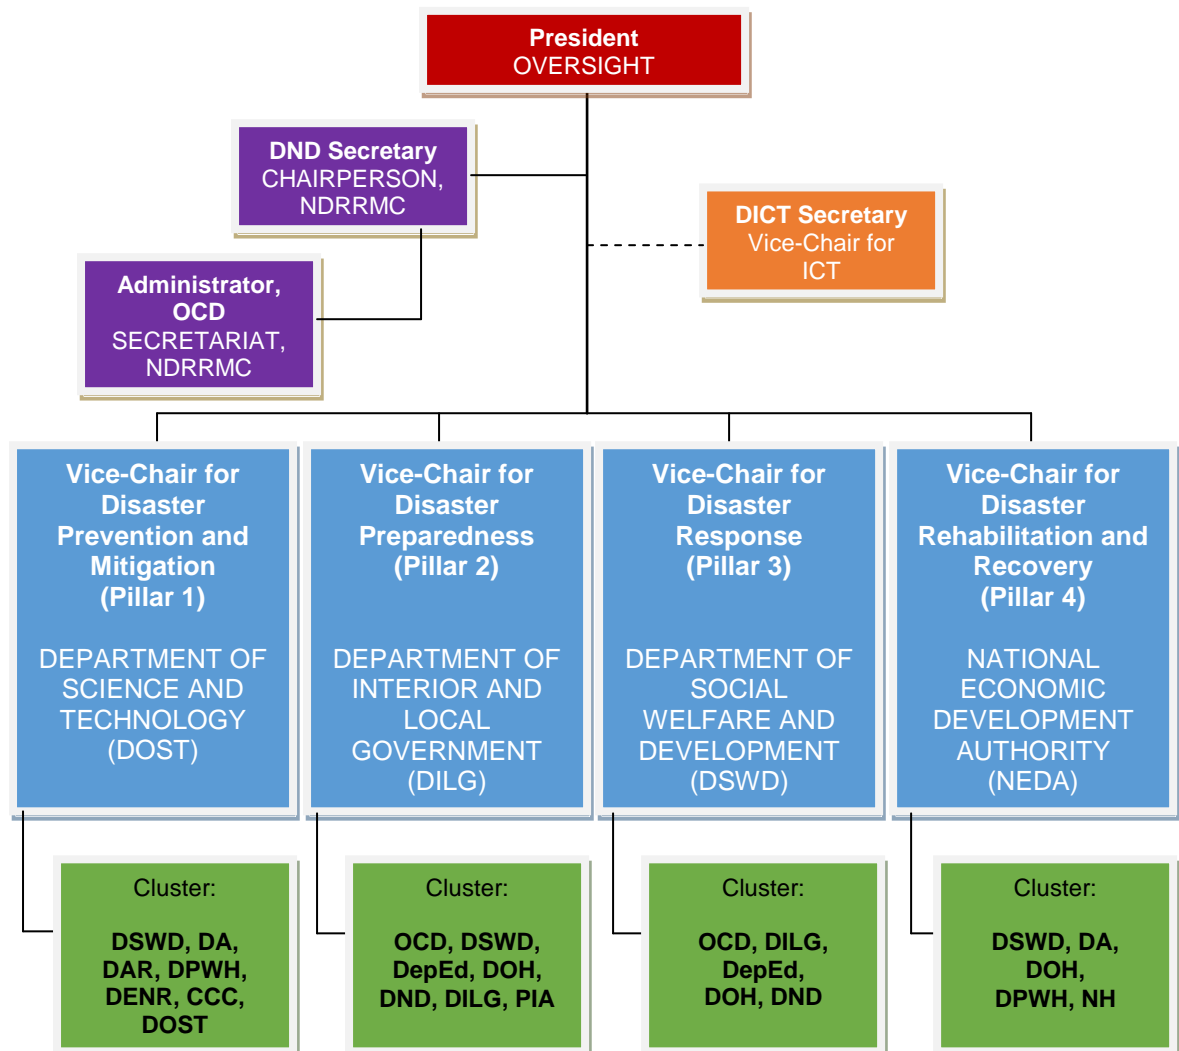 President
OVERSIGHT
DND Secretary
CHAIRPERSON,
NDRRMC
DICT Secretary
Vice-Chair for
ICT
Administrator,
OCD
SECRETARIAT,
NDRRMC
Vice-Chair for
Disaster
Prevention and
Mitigation
(Pillar 1)
DEPARTMENT OF
SCIENCE AND
TECHNOLOGY
(DOST)
Vice-Chair for
Disaster
Preparedness
(Pillar 2)
DEPARTMENT OF
INTERIOR AND
LOCAL
GOVERNMENT
(DILG)
Vice-Chair for
Disaster
Response
(Pillar 3)
DEPARTMENT OF
SOCIAL
WELFARE AND
DEVELOPMENT
(DSWD)
Vice-Chair for
Disaster
Rehabilitation and
Recovery
(Pillar 4)
NATIONAL
ECONOMIC
DEVELOPMENT
AUTHORITY
(NEDA)
Cluster:
DSWD, DA,
DAR, DPWH,
DENR, CCC,
DOST
Cluster:
OCD, DSWD,
DepEd, DOH,
DND, DILG, PIA
Cluster:
OCD, DILG,
DepEd,
DOH, DND
Cluster:
DSWD, DA,
DOH,
DPWH, NH